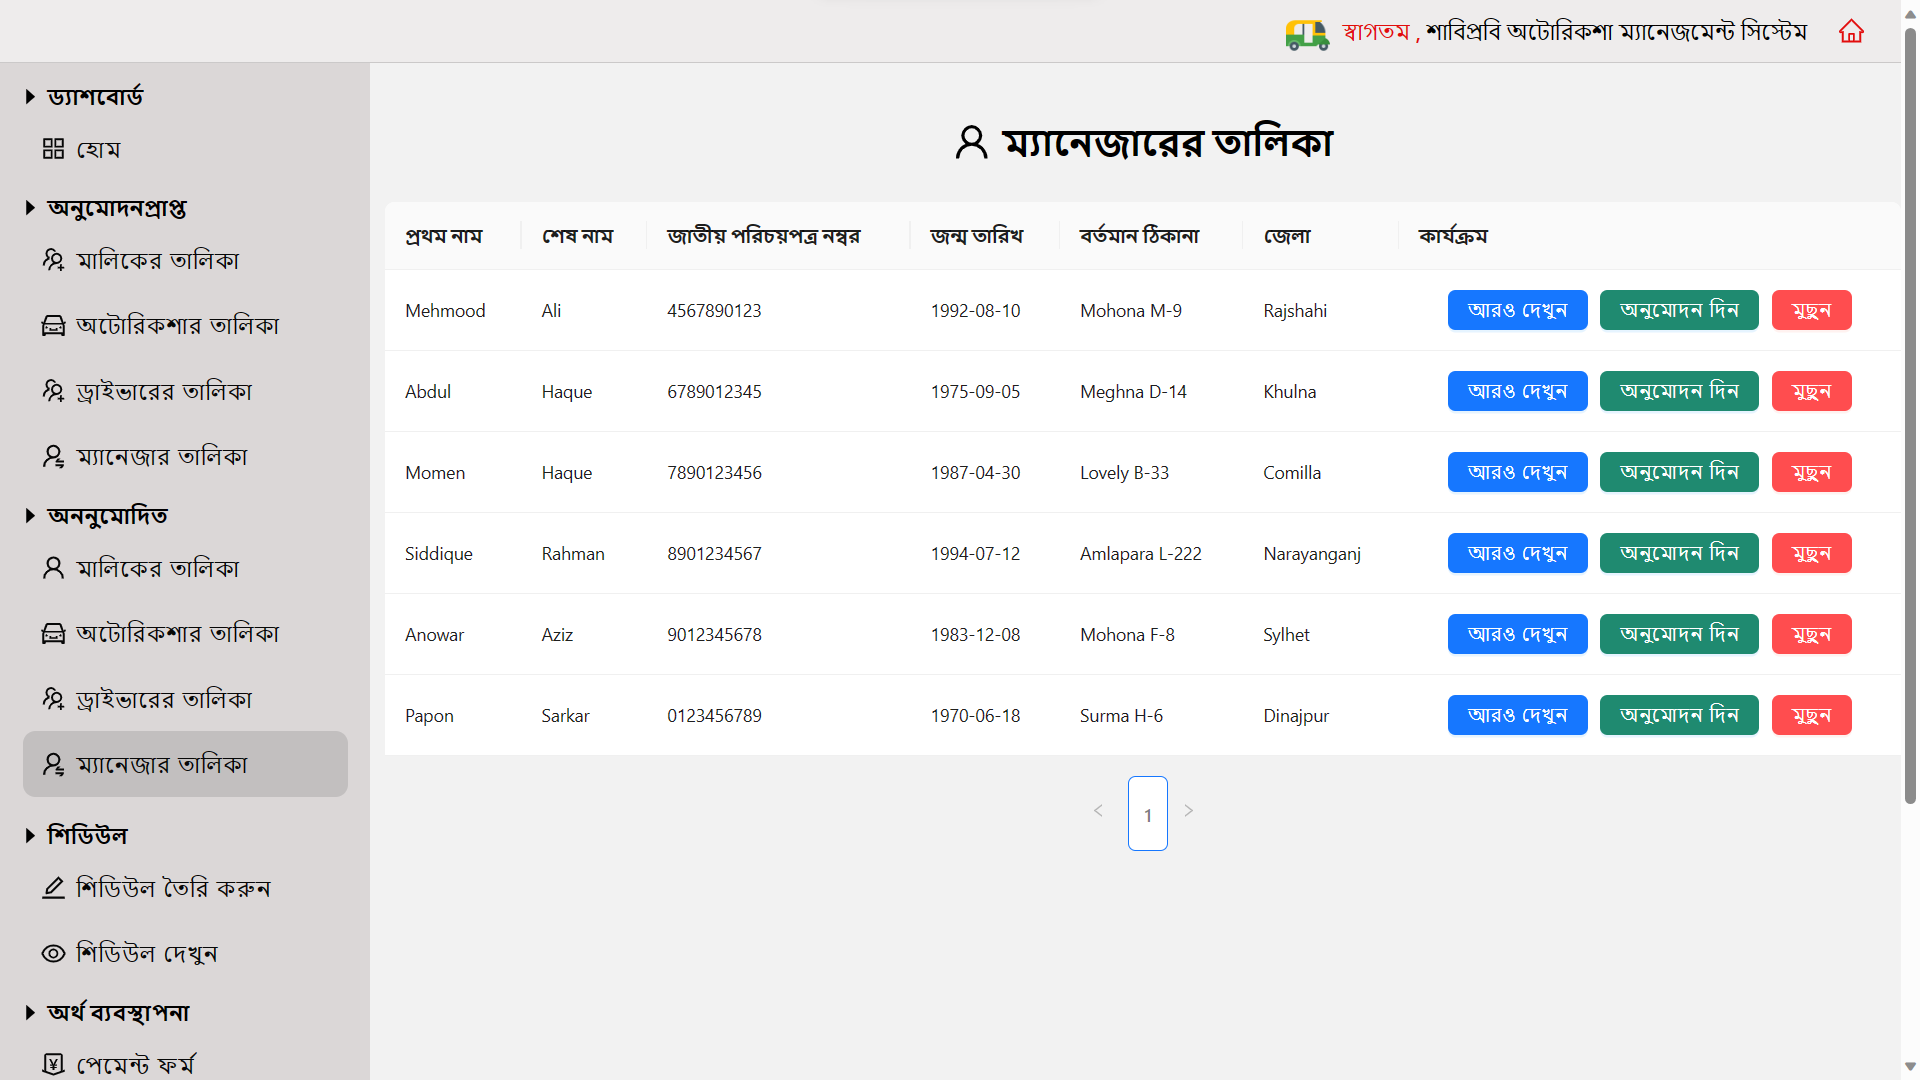 স্বাগতম , শাবিপ্রবি অটোরিকশা ম্যানেজমেন্ট সিস্টেম
ড্যাশবোর্ড
হোম
অনুমোদনপ্রাপ্ত
মালিকের তালিকা
অটোরিকশার তালিকা
ড্রাইভারের তালিকা
ম্যানেজার তালিকা
অননুমোদিত
মালিকের তালিকা
অটোরিকশার তালিকা
ড্রাইভারের তালিকা
ম্যানেজার তালিকা
শিডিউল
শিডিউল তৈরি করুন
শিডিউল দেখুন
অর্থ ব্যবস্থাপনা
পেমেন্ট ফর্ম
ম্যানেজারের তালিকা
প্রথম নাম শেষ নাম জাতীয় পরিচয়পত্র নম্বর জন্ম তারিখ বর্তমান ঠিকানা জেলা কার্যক্রম
Mehmood Ali 4567890123 1992-08-10 Mohona M-9 Rajshahi আরও দেখুন অনুমোদন দিন মুছুন
Abdul Haque 6789012345 1975-09-05 Meghna D-14 Khulna আরও দেখুন অনুমোদন দিন মুছুন
Momen Haque 7890123456 1987-04-30 Lovely B-33 Comilla আরও দেখুন অনুমোদন দিন মুছুন
Siddique Rahman 8901234567 1994-07-12 Amlapara L-222 Narayanganj আরও দেখুন অনুমোদন দিন মুছুন
Anowar Aziz 9012345678 1983-12-08 Mohona F-8 Sylhet আরও দেখুন অনুমোদন দিন মুছুন
Papon Sarkar 0123456789 1970-06-18 Surma H-6 Dinajpur আরও দেখুন অনুমোদন দিন মুছুন
1